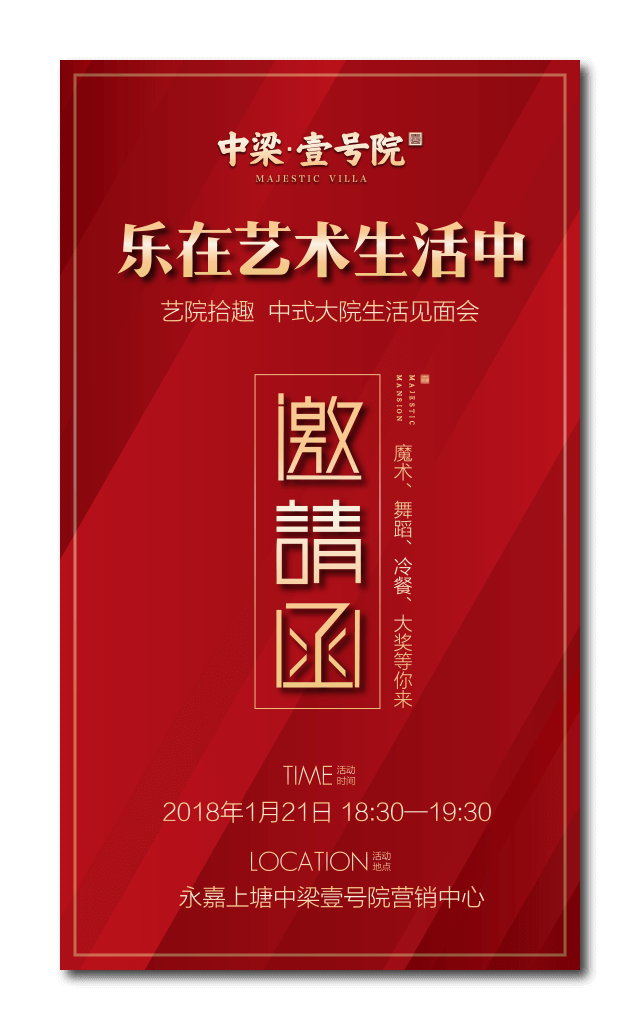 中梁·壹号院
MAJESTIC VILLA
乐在艺术生活中
艺院拾趣 中式大院生活见面会
邀請函
MAJESTIC
MANSION
魔术、舞蹈、冷餐、大奖等你来
TIME 活动时间
2018年1月21日 18:30—19:30
LOCATION 活动地点
永嘉上塘中梁壹号院营销中心